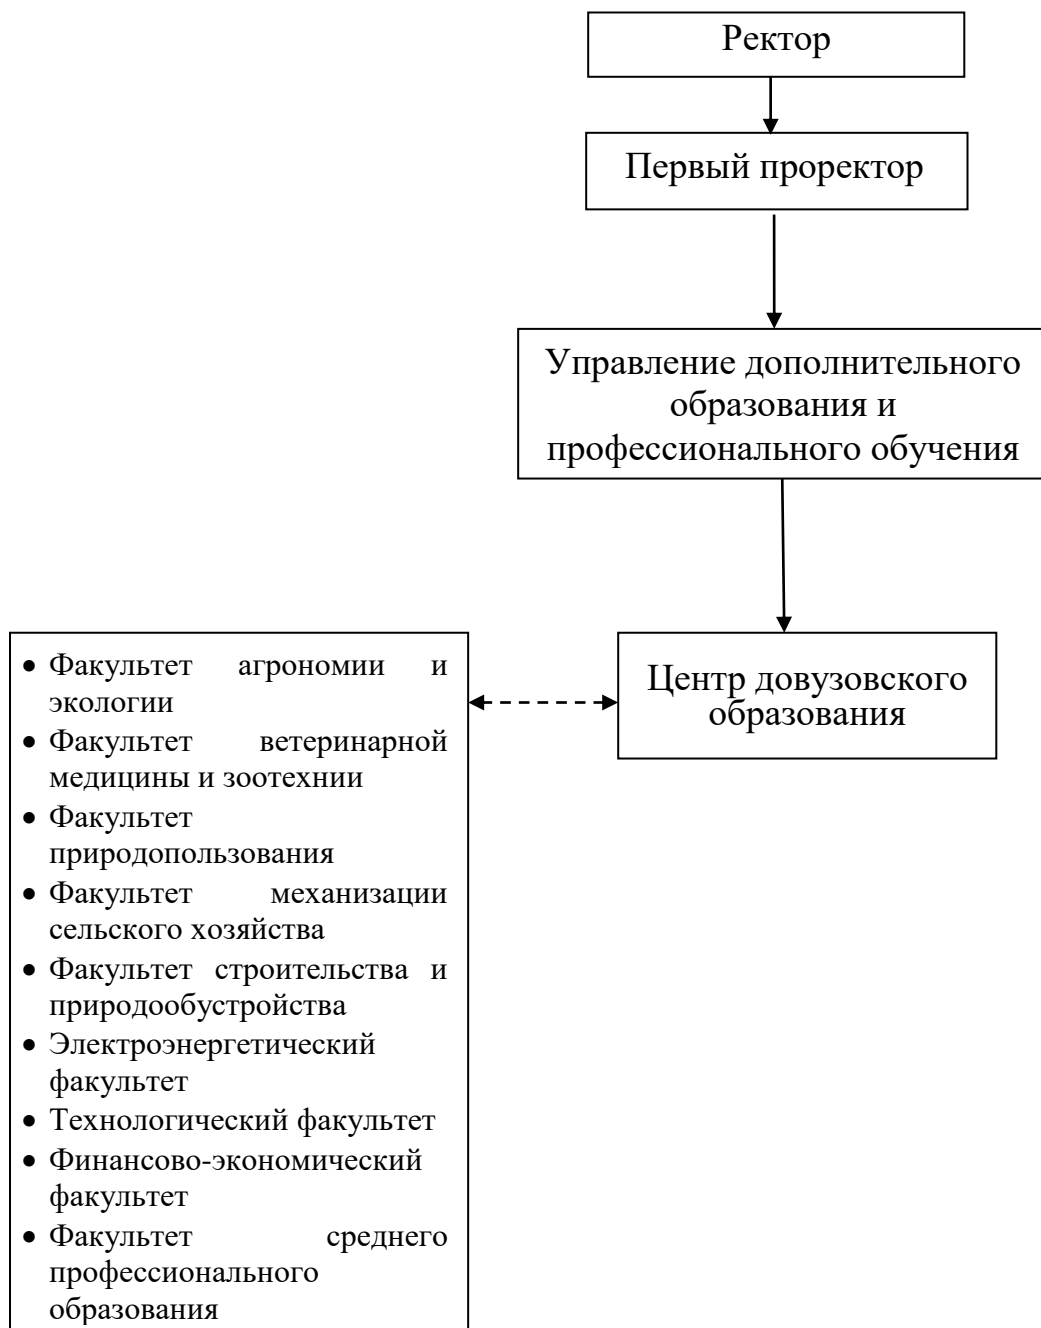 Ректор
Первый проректор
Управление дополнительного
образования и
профессионального обучения
Центр довузовского
образования
• Факультет агрономии и
экологии
• Факультет ветеринарной
медицины и зоотехнии
• Факультет
природопользования
• Факультет механизации
сельского хозяйства
• Факультет строительства и
природообустройства
• Электроэнергетический
факультет
• Технологический факультет
• Финансово-экономический
факультет
• Факультет среднего
профессионального
образования